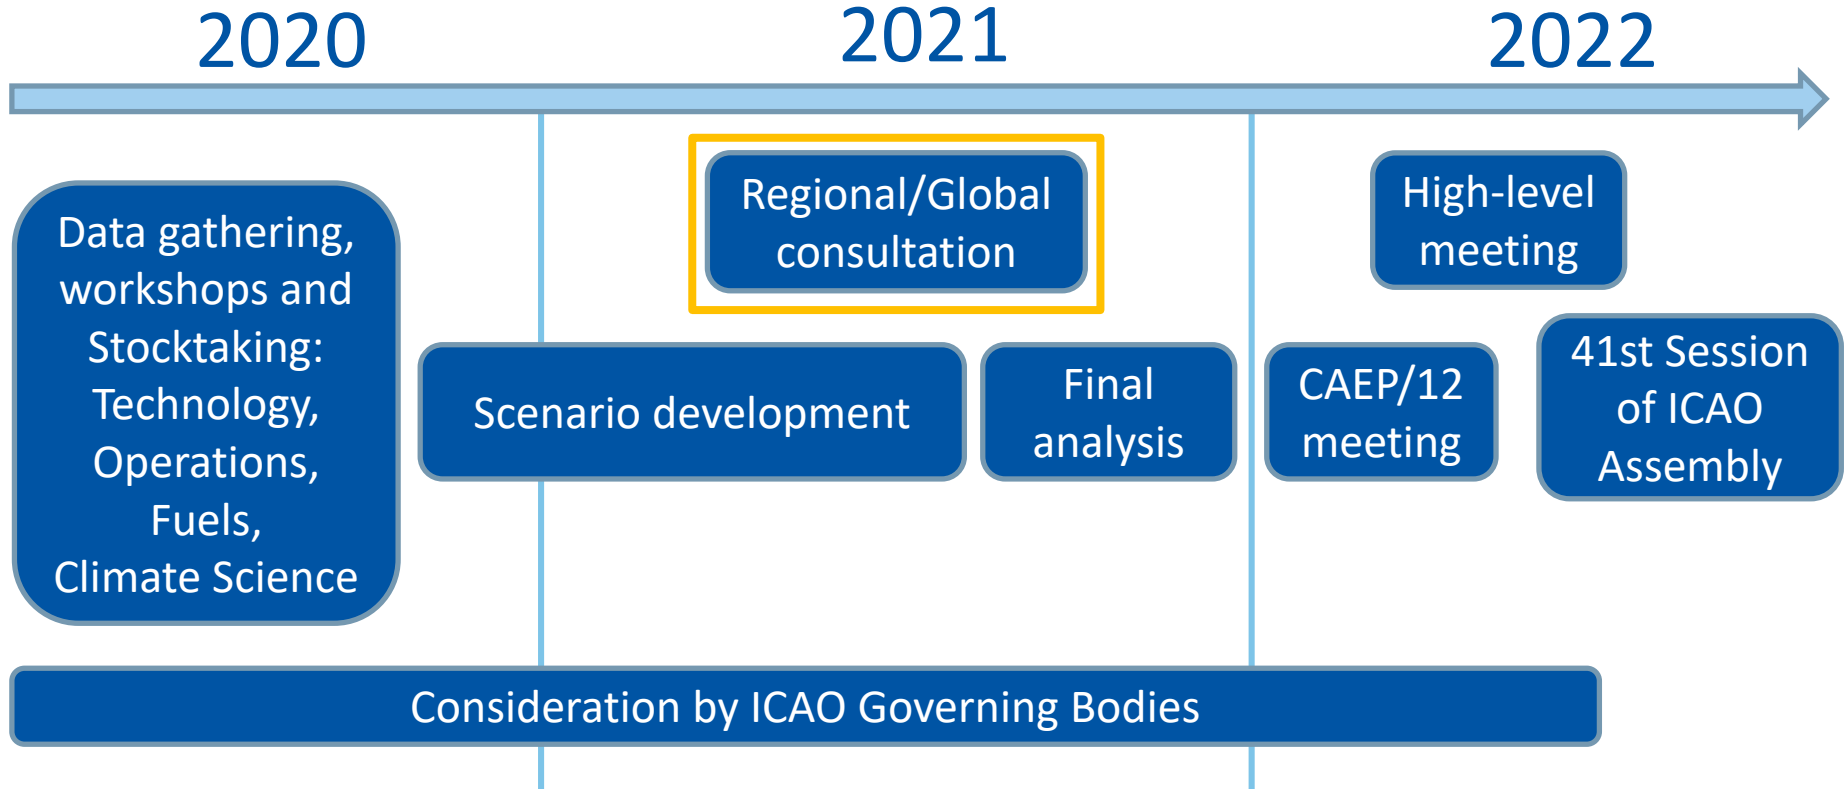 2020
2021
2022
Data gathering,
workshops and
Stocktaking:
Technology,
Operations,
Fuels,
Climate Science
Regional/Global
consultation
High-level
meeting
Scenario development
Final
analysis
CAEP/12
meeting
41st Session
of ICAO
Assembly
Consideration by ICAO Governing Bodies